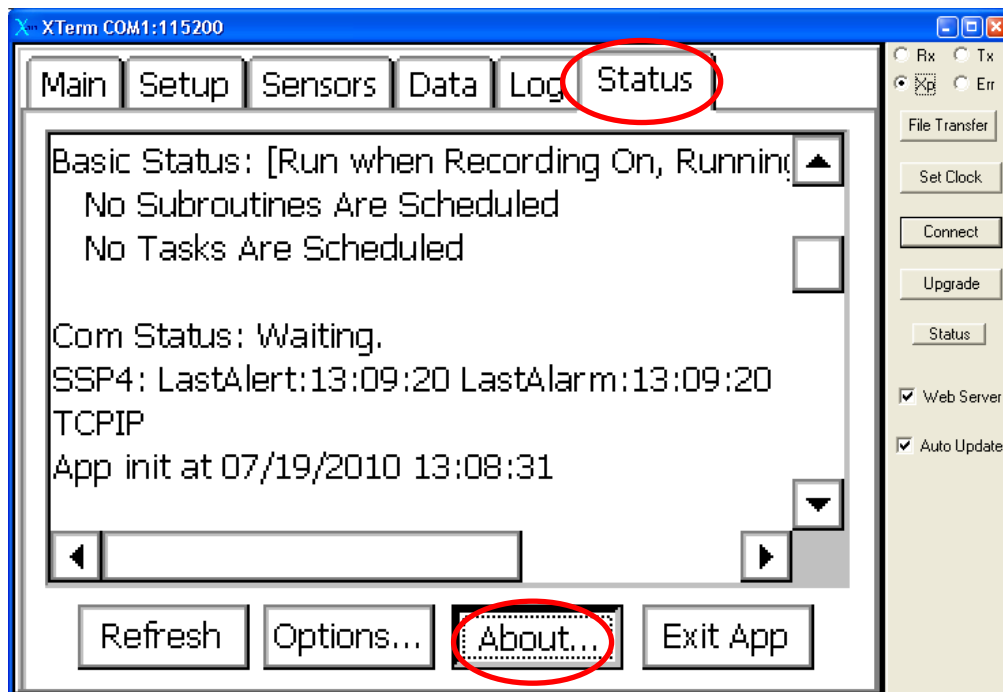 XTerm COM1:115200
Main Setup Sensors Data Log Status
Basic Status: [Run when Recording On, Running
No Subroutines Are Scheduled
No Tasks Are Scheduled
Com Status: Waiting.
SSP4: LastAlert:13:09:20 LastAlarm:13:09:20
TCPIP
App init at 07/19/2010 13:08:31
Refresh Options... About... Exit App
Rx Tx
Xp Err
File Transfer
Set Clock
Connect
Upgrade
Status
Web Server
Auto Update